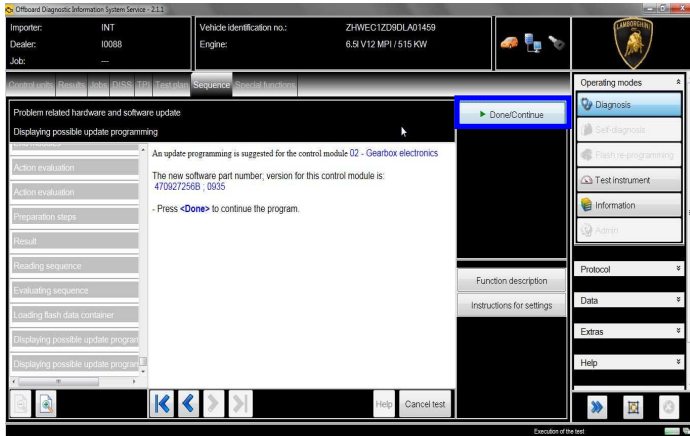 Offboard Diagnostic Information System Service - 2.1.1
Importer: INT
Dealer: I0088
Job: ---
Vehicle identification no.: ZHWEC1ZD9DLA01459
Engine: 6.5l V12 MPI / 515 KW
LAMBORGHINI
Control units Results Jobs DISS TPI Test plan Sequence Special functions
Problem related hardware and software update
Displaying possible update programming
Action evaluation
Action evaluation
Preparation steps
Result
Reading sequence
Evaluating sequence
Loading flash data container
Displaying possible update program
Displaying possible update program
An update programming is suggested for the control module 02 - Gearbox electronics
The new software part number; version for this control module is:
470927256B ; 0935
- Press <Done> to continue the program.
Help
Cancel test
Done/Continue
Function description
Instructions for settings
Operating modes
Diagnosis
Self-diagnosis
Flash re-programming
Test instrument
Information
Admin
Protocol
Data
Extras
Help
Execution of the test